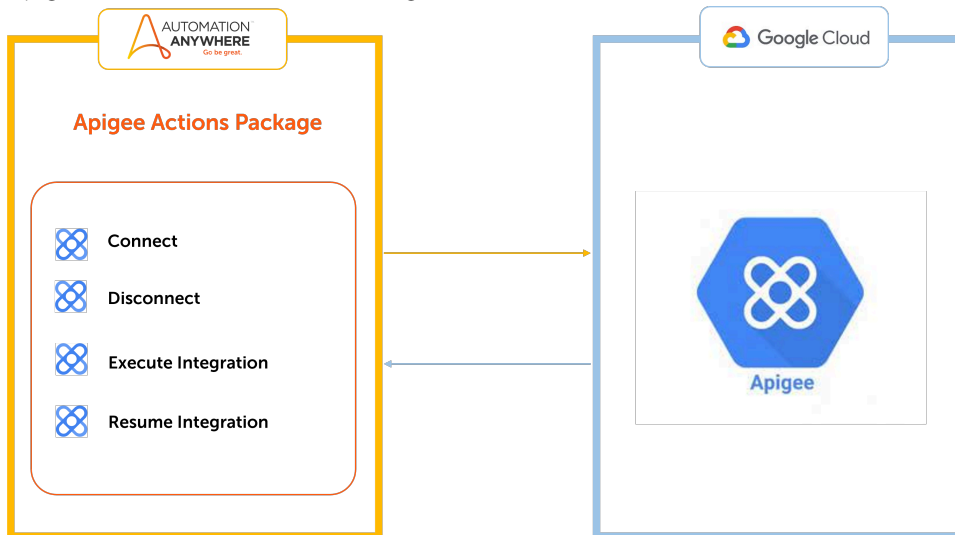 AUTOMATION
ANYWHERE
Go be great.
Google Cloud
Apigee Actions Package
Connect
Disconnect
Execute Integration
Resume Integration
Apigee